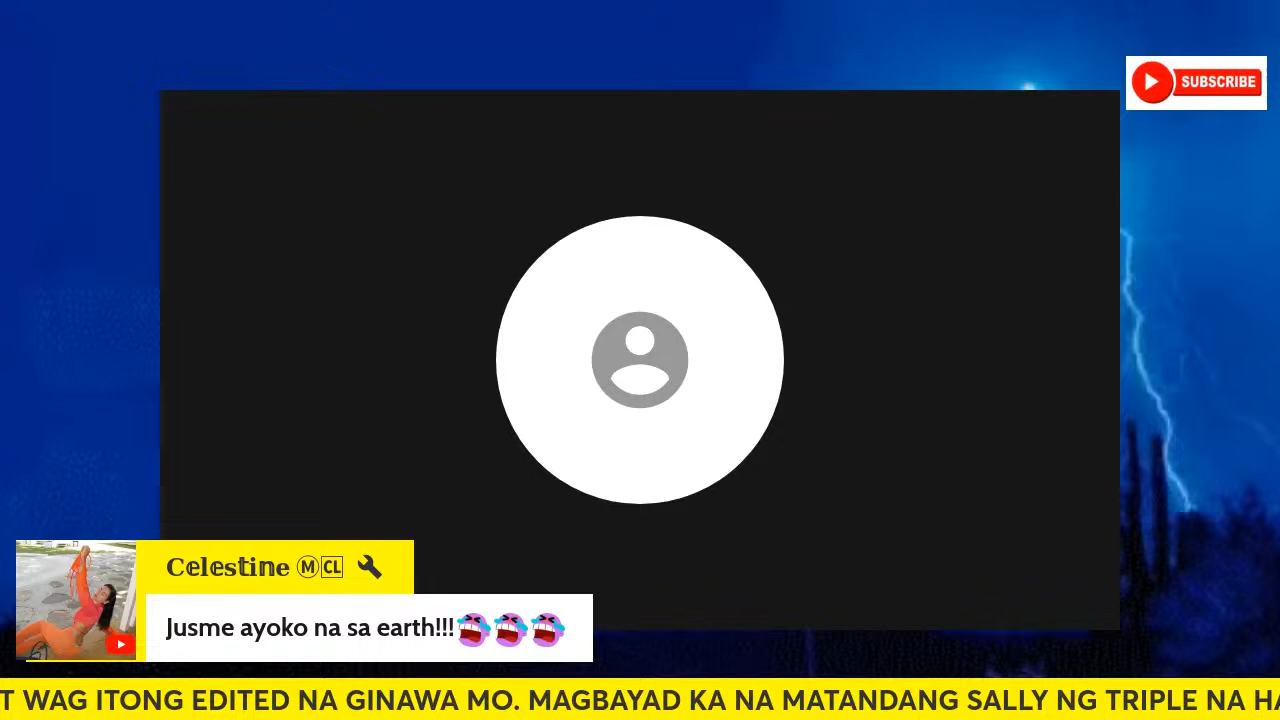 SUBSCRIBE
Celestine Ⓜ🄲🄻
Jusme ayoko na sa earth!!!
T WAG ITONG EDITED NA GINAWA MO. MAGBAYAD KA NA MATANDANG SALLY NG TRIPLE NA HA